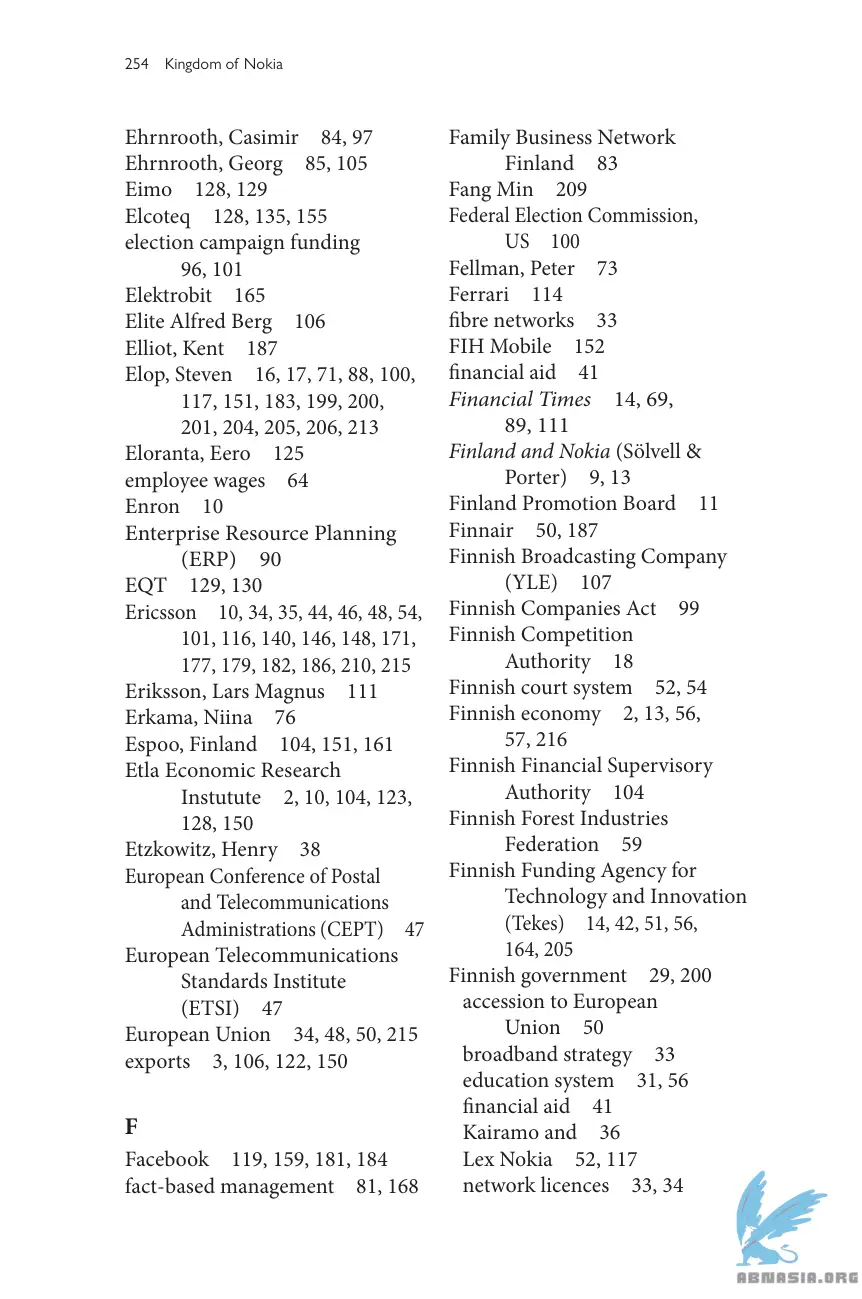 254 Kingdom of Nokia
Ehrnrooth, Casimir 84, 97
Ehrnrooth, Georg 85, 105
Eimo 128, 129
Elcoteq 128, 135, 155
election campaign funding
96, 101
Elektrobit 165
Elite Alfred Berg 106
Elliot, Kent 187
Elop, Steven 16, 17, 71, 88, 100,
117, 151, 183, 199, 200,
201, 204, 205, 206, 213
Eloranta, Eero 125
employee wages 64
Enron 10
Enterprise Resource Planning
(ERP) 90
EQT 129, 130
Ericsson 10, 34, 35, 44, 46, 48, 54,
101, 116, 140, 146, 148, 171,
177, 179, 182, 186, 210, 215
Eriksson, Lars Magnus 111
Erkama, Niina 76
Espoo, Finland 104, 151, 161
Etla Economic Research
Instutute 2, 10, 104, 123,
128, 150
Etzkowitz, Henry 38
European Conference of Postal
and Telecommunications
Administrations (CEPT) 47
European Telecommunications
Standards Institute
(ETSI) 47
European Union 34, 48, 50, 215
exports 3, 106, 122, 150
F
Facebook 119, 159, 181, 184
fact-based management 81, 168
Family Business Network
Finland 83
Fang Min 209
Federal Election Commission,
US 100
Fellman, Peter 73
Ferrari 114
fibre networks 33
FIH Mobile 152
financial aid 41
Financial Times 14, 69,
89, 111
Finland and Nokia (Sölvell &
Porter) 9, 13
Finland Promotion Board 11
Finnair 50, 187
Finnish Broadcasting Company
(YLE) 107
Finnish Companies Act 99
Finnish Competition
Authority 18
Finnish court system 52, 54
Finnish economy 2, 13, 56,
57, 216
Finnish Financial Supervisory
Authority 104
Finnish Forest Industries
Federation 59
Finnish Funding Agency for
Technology and Innovation
(Tekes) 14, 42, 51, 56,
164, 205
Finnish government 29, 200
accession to European
Union 50
broadband strategy 33
education system 31, 56
financial aid 41
Kairamo and 36
Lex Nokia 52, 117
network licences 33, 34
ABNASIA.ORG